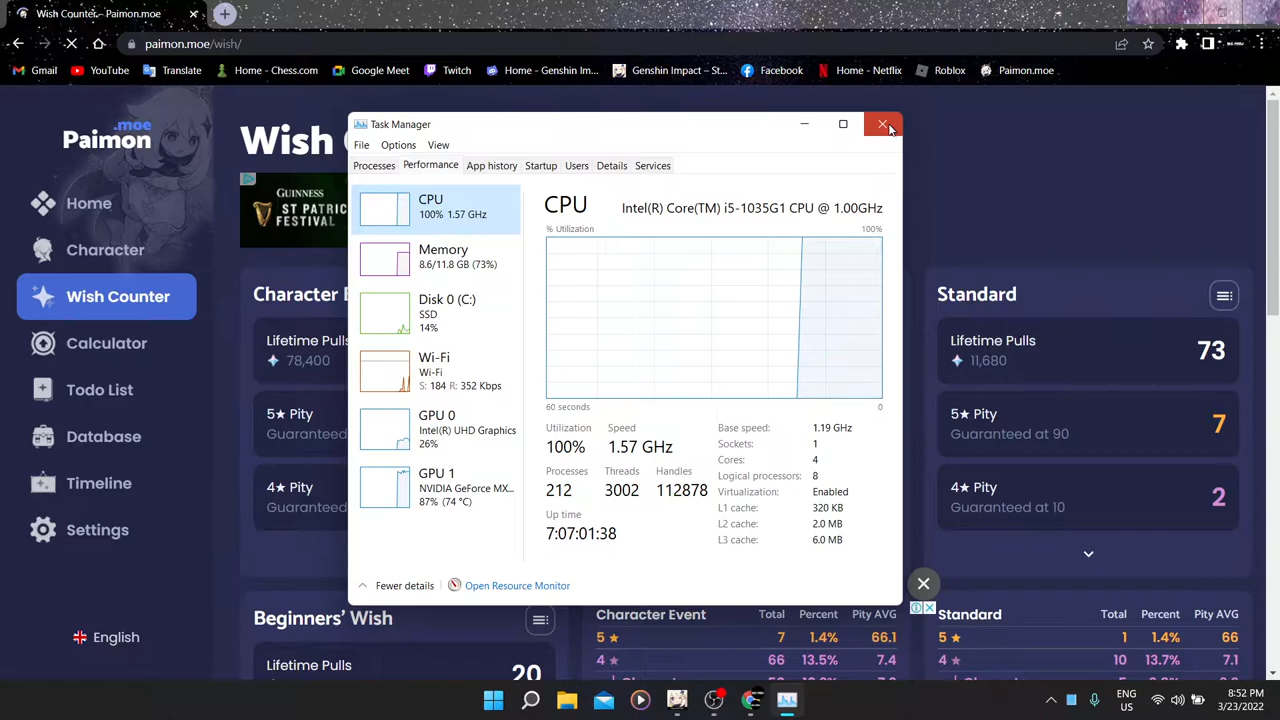 Wish Counter - Paimon.moe
paimon.moe/wish/
Gmail
YouTube
Translate
Home - Chess.com
Google Meet
Twitch
Home - Genshin Im...
Genshin Impact – St...
Facebook
Home - Netflix
Roblox
Paimon.moe
.moe
Paimon
Home
Character
Wish Counter
Calculator
Todo List
Database
Timeline
Settings
English
Wish C
GUINNESS
ST PATRIC
FESTIVAL
Character E
Lifetime Pulls
78,400
5★ Pity
Guaranteed
4★ Pity
Guaranteed
Task Manager
File
Options
View
Processes
Performance
App history
Startup
Users
Details
Services
CPU
100% 1.57 GHz
Memory
8.6/11.8 GB (73%)
Disk 0 (C:)
SSD
14%
Wi-Fi
Wi-Fi
S: 184 R: 352 Kbps
GPU 0
Intel(R) UHD Graphics
26%
GPU 1
NVIDIA GeForce MX...
87% (74 °C)
CPU
Intel(R) Core(TM) i5-1035G1 CPU @ 1.00GHz
% Utilization
100%
60 seconds
0
Utilization
100%
Speed
1.57 GHz
Processes
212
Threads
3002
Handles
112878
Up time
7:07:01:38
Base speed: 1.19 GHz
Sockets: 1
Cores: 4
Logical processors: 8
Virtualization: Enabled
L1 cache: 320 KB
L2 cache: 2.0 MB
L3 cache: 6.0 MB
Fewer details
Open Resource Monitor
Standard
Lifetime Pulls
11,680
73
5★ Pity
Guaranteed at 90
7
4★ Pity
Guaranteed at 10
2
Beginners' Wish
Lifetime Pulls
20
Character Event Total Percent Pity AVG
5 ★ 7 1.4% 66.1
4 ★ 66 13.5% 7.4
Standard Total Percent Pity AVG
5 ★ 1 1.4% 66
4 ★ 10 13.7% 7.1
ENG
US
8:52 PM
3/23/2022